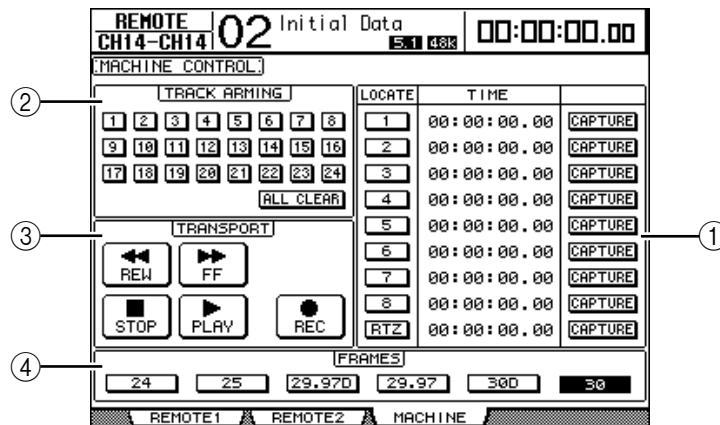 REMOTE
CH14-CH14
02
Initial Data
5.1 48k
00:00:00.00
MACHINE CONTROL
TRACK ARMING
1 2 3 4 5 6 7 8
9 10 11 12 13 14 15 16
17 18 19 20 21 22 23 24
ALL CLEAR
TRANSPORT
REW FF
STOP PLAY REC
LOCATE TIME
1 00:00:00.00 CAPTURE
2 00:00:00.00 CAPTURE
3 00:00:00.00 CAPTURE
4 00:00:00.00 CAPTURE
5 00:00:00.00 CAPTURE
6 00:00:00.00 CAPTURE
7 00:00:00.00 CAPTURE
8 00:00:00.00 CAPTURE
RTZ 00:00:00.00 CAPTURE
FRAMES
24 25 29.97D 29.97 30D 30
REMOTE1 REMOTE2 MACHINE
②
③
④
①